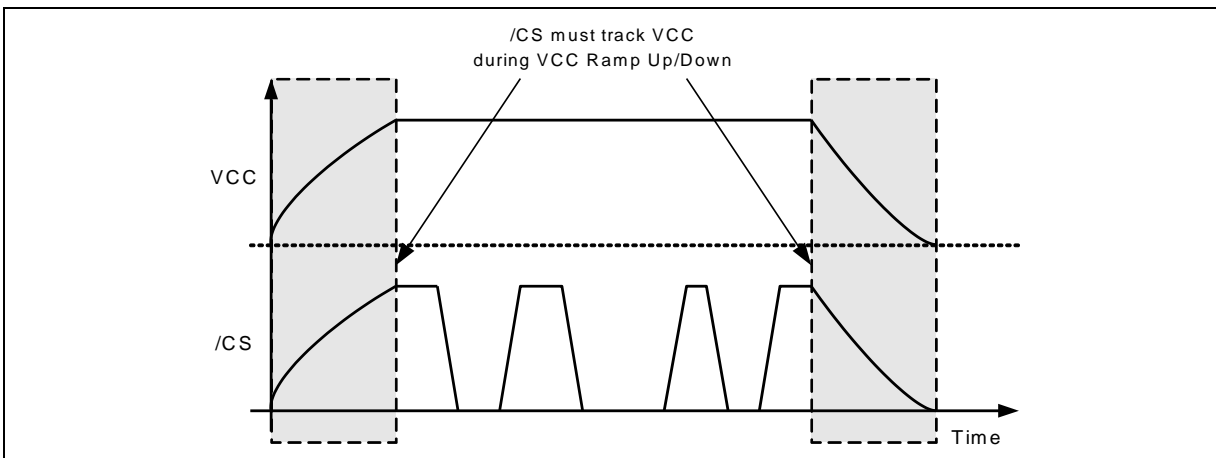 /CS must track VCC
during VCC Ramp Up/Down
VCC
/CS
Time